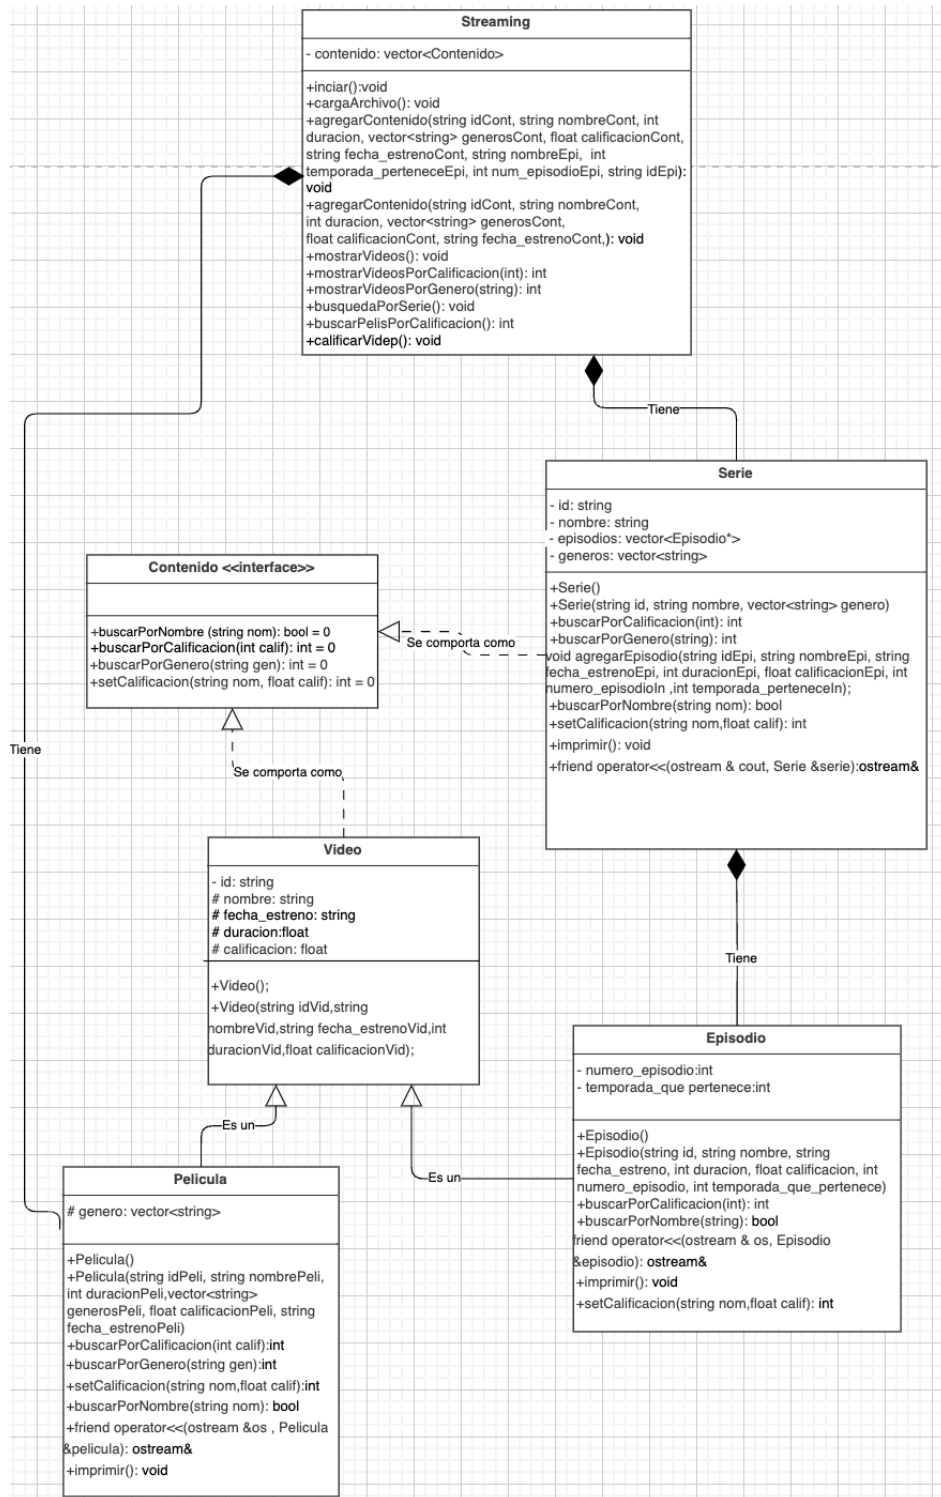 Streaming
- contenido: vector<Contenido>
+inciar():void
+cargaArchivo(): void
+agregarContenido(string idCont, string nombreCont, int
duracion, vector<string> generosCont, float calificacionCont,
string fecha_estrenoCont, string nombreEpi,  int
temporada_perteneceEpi, int num_episodioEpi, string idEpi):
void
+agregarContenido(string idCont, string nombreCont,
int duracion, vector<string> generosCont,
float calificacionCont, string fecha_estrenoCont,): void
+mostrarVideos(): void
+mostrarVideosPorCalificacion(int): int
+mostrarVideosPorGenero(string): int
+busquedaPorSerie(): void
+buscarPelisPorCalificacion(): int
+calificarVidep(): void
Tiene
Serie
- id: string
- nombre: string
- episodios: vector<Episodio*>
- generos: vector<string>
+Serie()
+Serie(string id, string nombre, vector<string> genero)
+buscarPorCalificacion(int): int
+buscarPorGenero(string): int
void agregarEpisodio(string idEpi, string nombreEpi, string
fecha_estrenoEpi, int duracionEpi, float calificacionEpi, int
numero_episodioIn ,int temporada_perteneceIn);
+buscarPorNombre(string nom): bool
+setCalificacion(string nom,float calif): int
+imprimir(): void
+friend operator<<(ostream & cout, Serie &serie):ostream&
Contenido <<interface>>
+buscarPorNombre (string nom): bool = 0
+buscarPorCalificacion(int calif): int = 0
+buscarPorGenero(string gen): int = 0
+setCalificacion(string nom, float calif): int = 0
Se comporta como
Tiene
Se comporta como
Video
- id: string
# nombre: string
# fecha_estreno: string
# duracion:float
# calificacion: float
+Video();
+Video(string idVid,string
nombreVid,string fecha_estrenoVid,int
duracionVid,float calificacionVid);
Tiene
Episodio
- numero_episodio:int
- temporada_que pertenece:int
+Episodio()
+Episodio(string id, string nombre, string
fecha_estreno, int duracion, float calificacion, int
numero_episodio, int temporada_que_pertenece)
+buscarPorCalificacion(int): int
+buscarPorNombre(string): bool
friend operator<<(ostream & os, Episodio
&episodio): ostream&
+imprimir(): void
+setCalificacion(string nom,float calif): int
Es un
Es un
Pelicula
# genero: vector<string>
+Pelicula()
+Pelicula(string idPeli, string nombrePeli,
int duracionPeli,vector<string>
generosPeli, float calificacionPeli, string
fecha_estrenoPeli)
+buscarPorCalificacion(int calif):int
+buscarPorGenero(string gen):int
+setCalificacion(string nom,float calif):int
+buscarPorNombre(string nom): bool
+friend operator<<(ostream &os , Pelicula
&pelicula): ostream&
+imprimir(): void